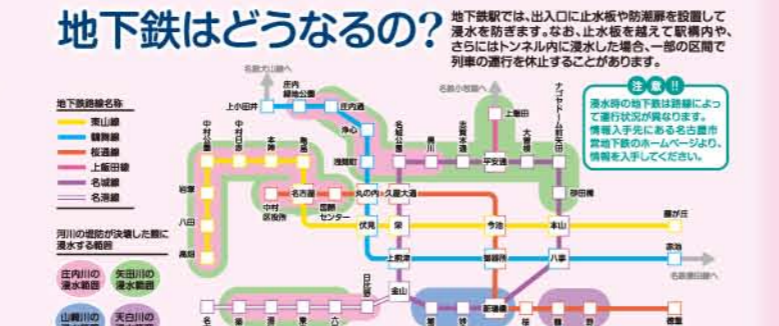 地下鉄はどうなるの?
地下鉄駅では、出入口に止水板や防潮扉を設置して
浸水を防ぎます。なお、止水板を越えて駅構内や、
さらにはトンネル内に浸水した場合、一部の区間で
列車の運行を休止することがあります。
注意!!
浸水時の地下鉄は路線によっ
て運行状況が異なります。
情報入手先にある名古屋市
営地下鉄のホームページより、
情報を入手してください。
地下鉄路線名称
東山線
鶴舞線
桜通線
上飯田線
名城線
名港線
河川の堤防が決壊した際に
浸水する範囲
庄内川の
浸水範囲
矢田川の
浸水範囲
山崎川の
天白川の
名鉄犬山線へ
上小田井
庄内
緑地公園
庄内通
浄心
浅間町
名鉄小牧線へ
上飯田
ナゴヤドーム前矢田
中村公園
中村日赤
本陣
亀島
名城公園
黒川
志賀本通
平安通
大曽根
岩塚
八田
高畑
名古屋
中村
区役所
国際
センター
丸の内
久屋大通
砂田橋
伏見
栄
今池
本山
藤が丘
上前津
御器所
八事
赤池
名鉄豊田線へ
日比野
金山
新瑞橋
徳重